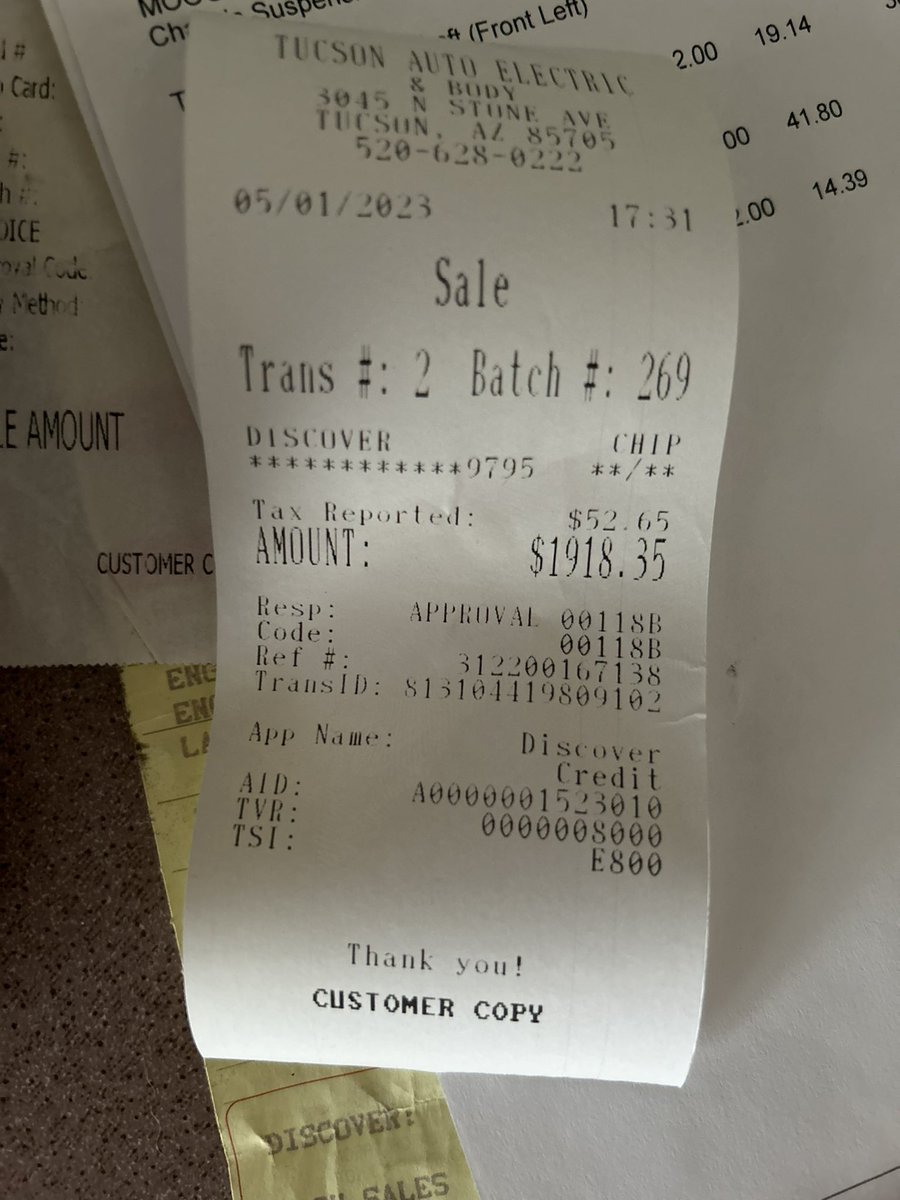 (Front Left)
2.00 19.14
41.80
2.00 14.39
Card:
#:
Method
AMOUNT
CUSTOMER C
TUCSON AUTO ELECTRIC
& BODY
3045 N STONE AVE
TUCSON, AZ 85705
520-628-0222
05/01/2023 17:31
Sale
Trans #: 2 Batch #: 269
DISCOVER CHIP
************9795 **/**
Tax Reported: $52.65
AMOUNT: $1918.35
Resp: APPROVAL 00118B
Code: 00118B
Ref #: 312200167138
TransID: 813104419809102
App Name: Discover
Credit
AID: A0000001523010
TVR: 0000008000
TSI: E800
Thank you!
CUSTOMER COPY
DISCOVER:
SALES